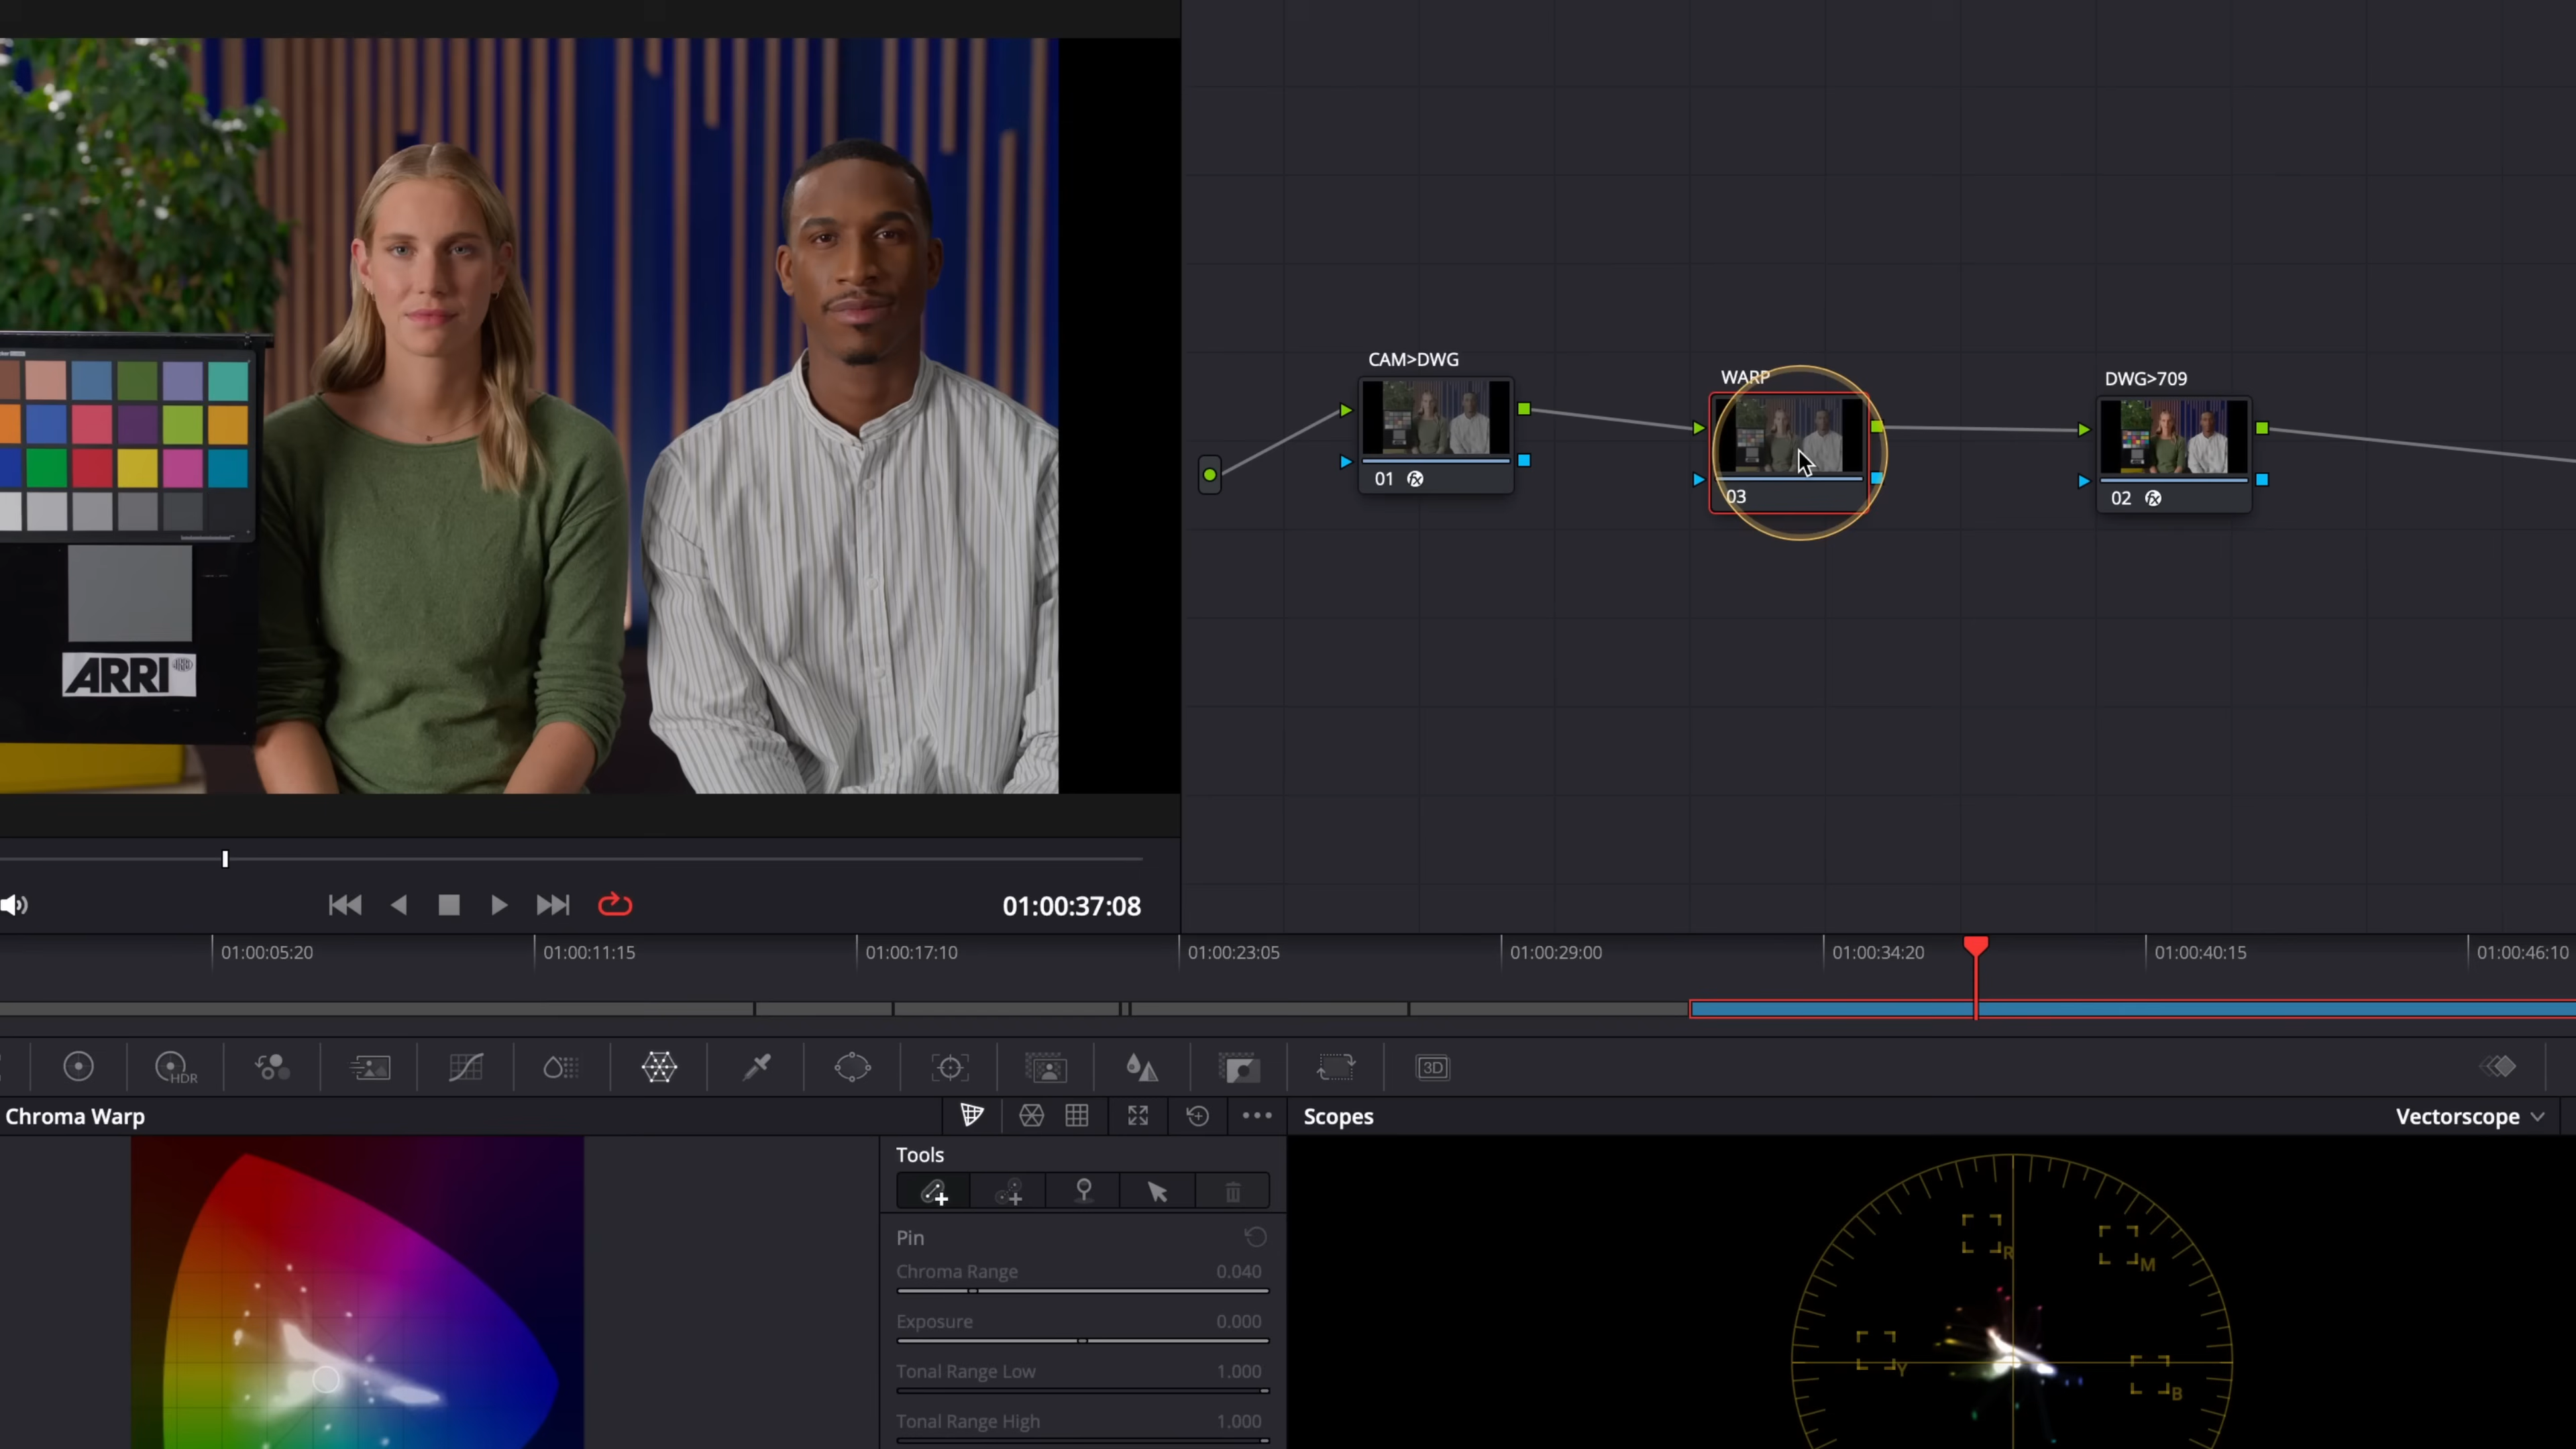 CAM>DWG
01
WARP
03
DWG>709
02
ARRI
01:00:37:08
01:00:05:20
01:00:11:15
01:00:17:10
01:00:23:05
01:00:29:00
01:00:34:20
01:00:40:15
01:00:46:10
HDR
3D
Chroma Warp
Scopes
Vectorscope
Tools
Pin
Chroma Range 0.040
Exposure 0.000
Tonal Range Low 1.000
Tonal Range High 1.000
R
M
Y
B